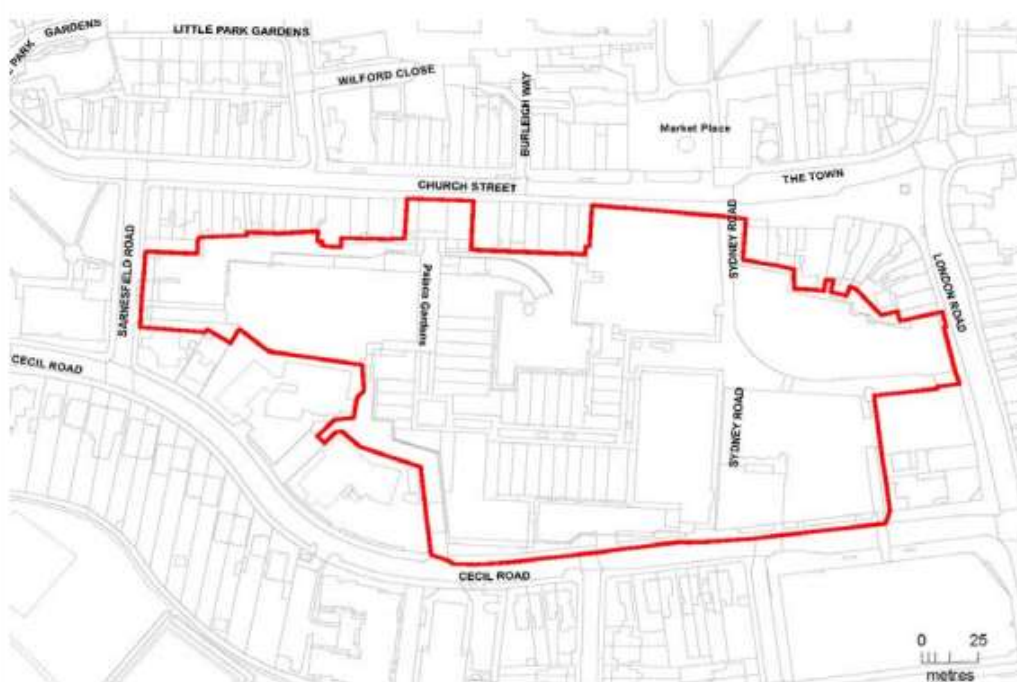 GARDENS
PARK
LITTLE PARK GARDENS
WILFORD CLOSE
BURLEIGH WAY
Market Place
THE TOWN
CHURCH STREET
SYDNEY ROAD
SARNESFIELD ROAD
Palace Gardens
LONDON ROAD
CECIL ROAD
SYDNEY ROAD
CECIL ROAD
0 25
metres